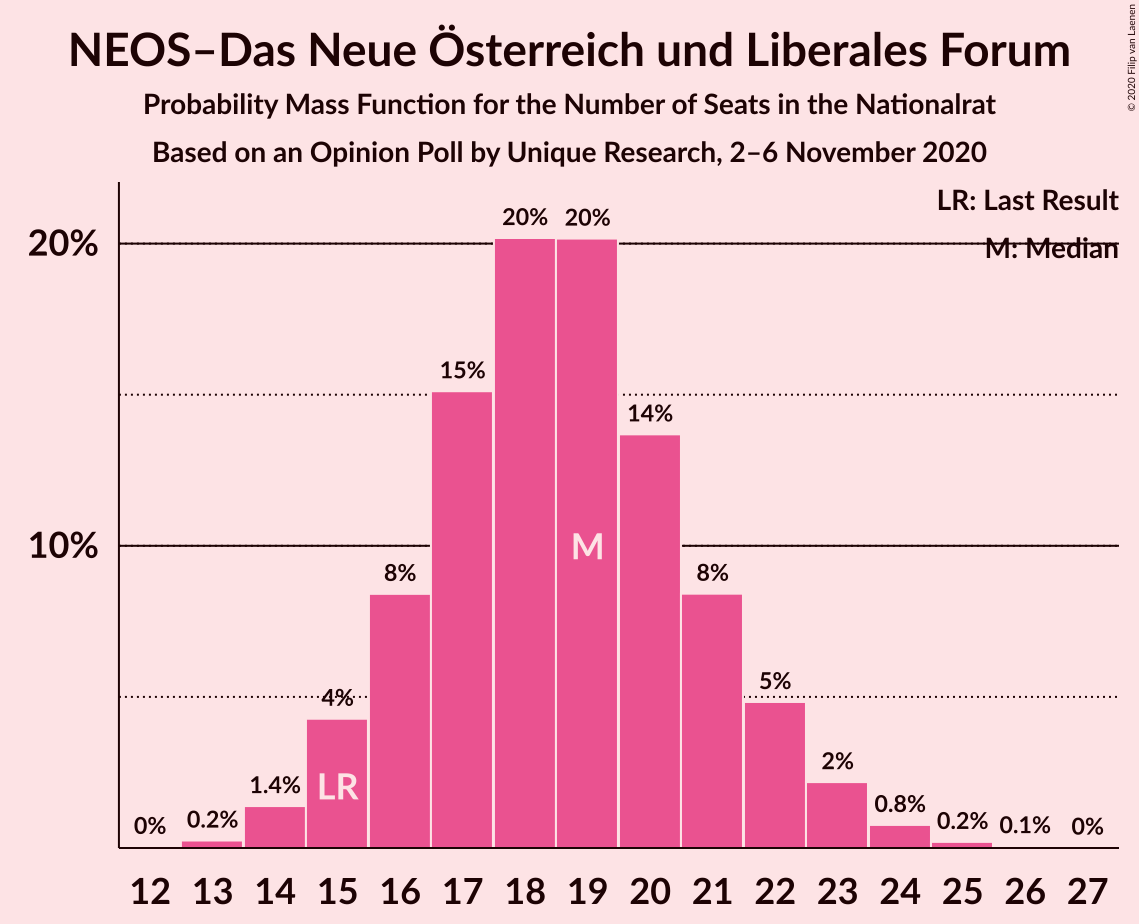 NEOS–Das Neue Österreich und Liberales Forum
Probability Mass Function for the Number of Seats in the Nationalrat
Based on an Opinion Poll by Unique Research, 2–6 November 2020
© 2020 Filip van Laenen
LR: Last Result
M: Median
20%
10%
0%
0.2%
1.4%
4%
8%
15%
20%
20%
14%
8%
5%
2%
0.8%
0.2%
0.1%
0%
LR
M
12 13 14 15 16 17 18 19 20 21 22 23 24 25 26 27